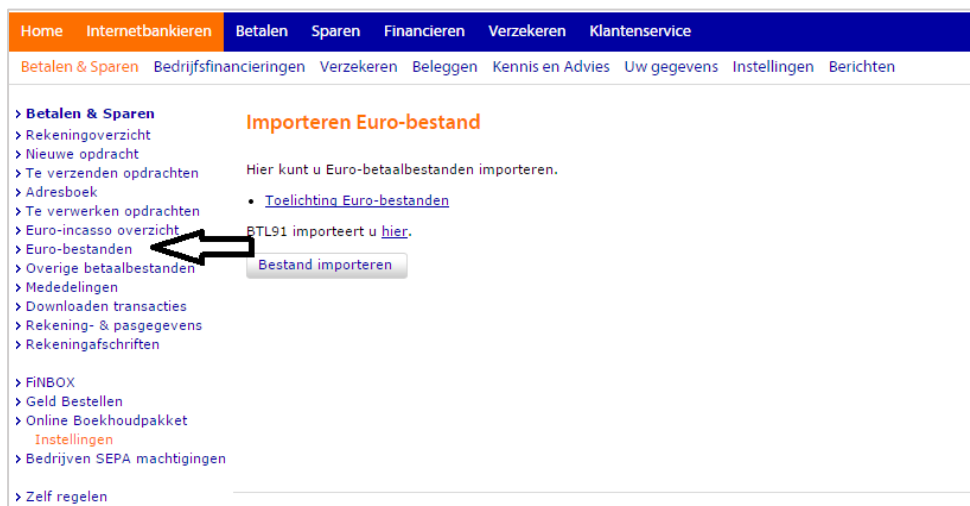 Home Internetbankieren Betalen Sparen Financieren Verzekeren Klantenservice
Betalen & Sparen Bedrijfsfinancieringen Verzekeren Beleggen Kennis en Advies Uw gegevens Instellingen Berichten
> Betalen & Sparen
> Rekeningoverzicht
> Nieuwe opdracht
> Te verzenden opdrachten
> Adresboek
> Te verwerken opdrachten
> Euro-incasso overzicht
> Euro-bestanden
> Overige betaalbestanden
> Mededelingen
> Downloaden transacties
> Rekening- & pasgegevens
> Rekeningafschriften
> FiNBOX
> Geld Bestellen
> Online Boekhoudpakket
Instellingen
> Bedrijven SEPA machtigingen
> Zelf regelen
Importeren Euro-bestand
Hier kunt u Euro-betaalbestanden importeren.
• Toelichting Euro-bestanden
BTL91 importeert u hier.
Bestand importeren